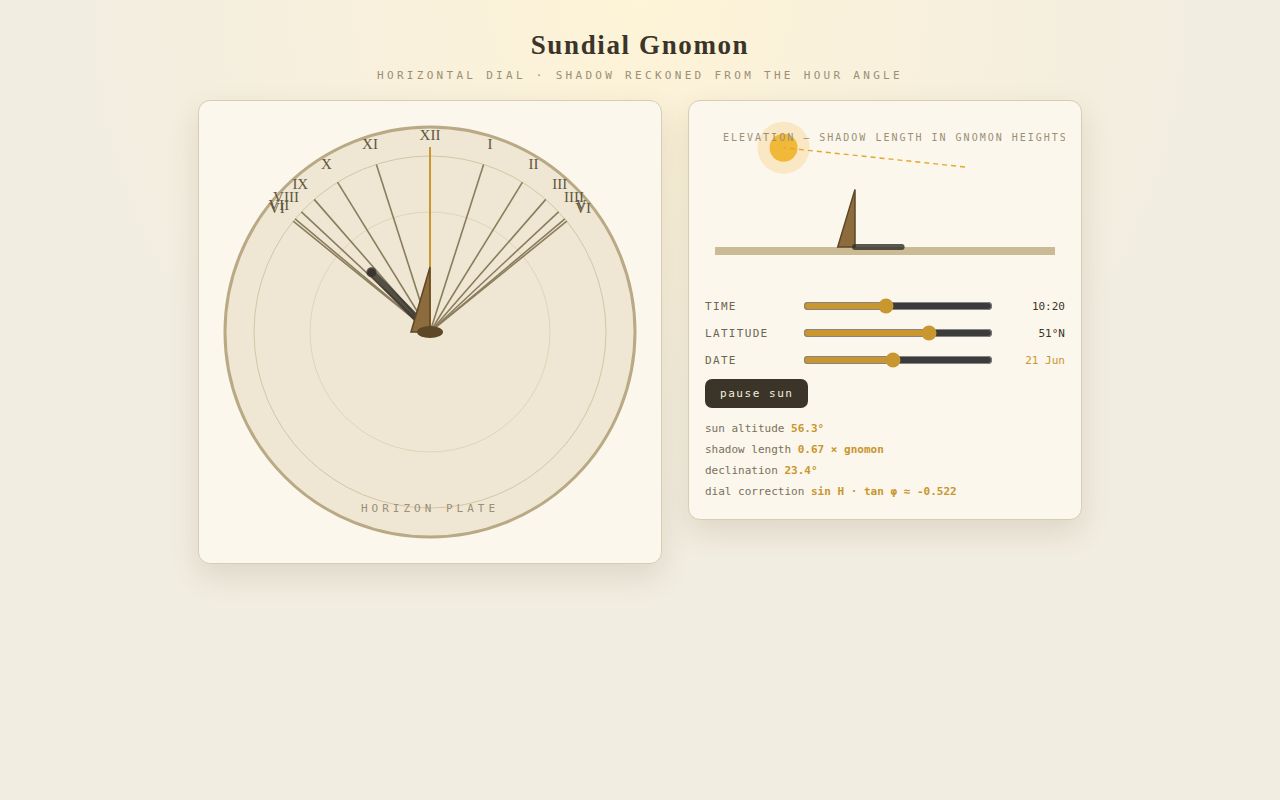 Sundial Gnomon
HORIZONTAL DIAL · SHADOW RECKONED FROM THE HOUR ANGLE
XII
XI
I
X
II
IX
III
VIII
IIII
VII
V
VI
VI
HORIZON PLATE
ELEVATION — SHADOW LENGTH IN GNOMON HEIGHTS
TIME 10:20
LATITUDE 51°N
DATE 21 Jun
pause sun
sun altitude 56.3°
shadow length 0.67 × gnomon
declination 23.4°
dial correction sin H · tan φ ≈ -0.522